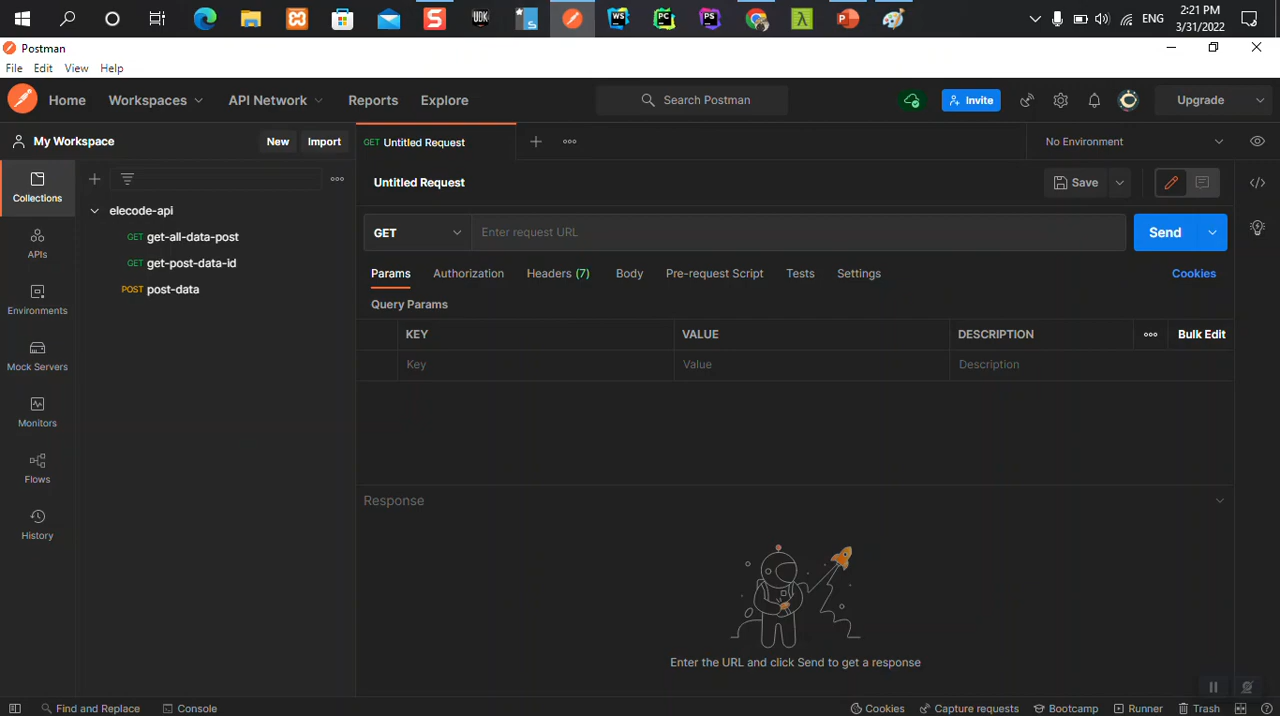 2:21 PM
ENG
3/31/2022
UDK
S
WS
PC
PS
Postman
File Edit View Help
Home Workspaces API Network Reports Explore
Search Postman
Invite
Upgrade
My Workspace
New Import
GET Untitled Request
No Environment
Collections
APIs
Environments
Mock Servers
Monitors
Flows
History
elecode-api
GET get-all-data-post
GET get-post-data-id
POST post-data
Untitled Request
Save
GET
Enter request URL
Send
Params Authorization Headers (7) Body Pre-request Script Tests Settings
Cookies
Query Params
KEY VALUE DESCRIPTION
Bulk Edit
Key Value Description
Response
Enter the URL and click Send to get a response
Find and Replace Console
Cookies Capture requests Bootcamp Runner Trash